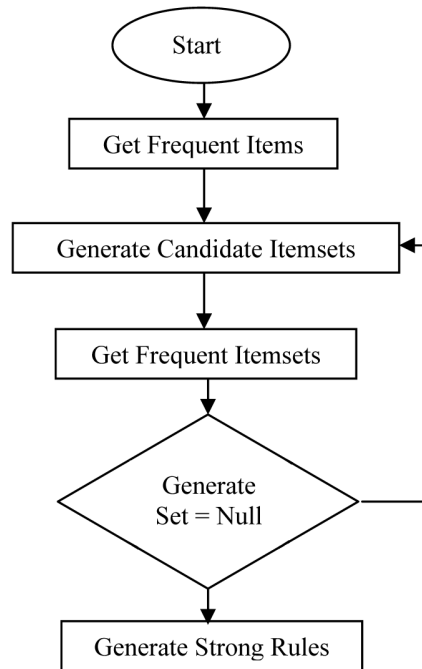 Start
Get Frequent Items
Generate Candidate Itemsets
Get Frequent Itemsets
Generate
Set = Null
Generate Strong Rules